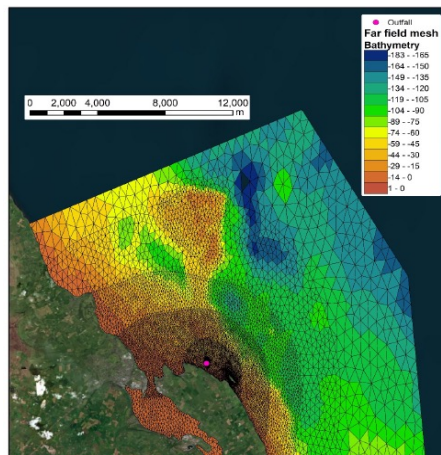 Outfall
Far field mesh
Bathymetry
-183 - -165
-164 - -150
-149 - -135
-134 - -120
-119 - -105
-104 - -90
-89 - -75
-74 - -60
-59 - -45
-44 - -30
-29 - -15
-14 - 0
1 - 0
0 2,000 4,000 8,000 12,000
m